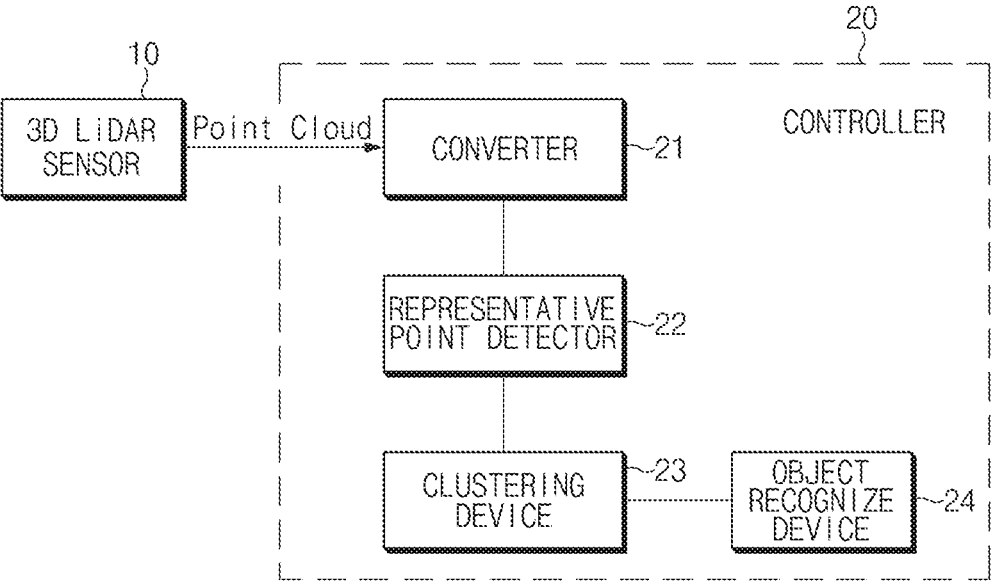 10
20
3D LiDAR
SENSOR
Point Cloud
CONVERTER
21
CONTROLLER
REPRESENTATIVE
POINT DETECTOR
22
CLUSTERING
DEVICE
23
OBJECT
RECOGNIZE
DEVICE
24